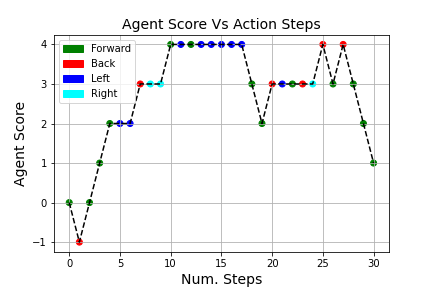 Agent Score Vs Action Steps
Agent Score
4
3
2
1
0
−1
Forward
Back
Left
Right
0 5 10 15 20 25 30
Num. Steps